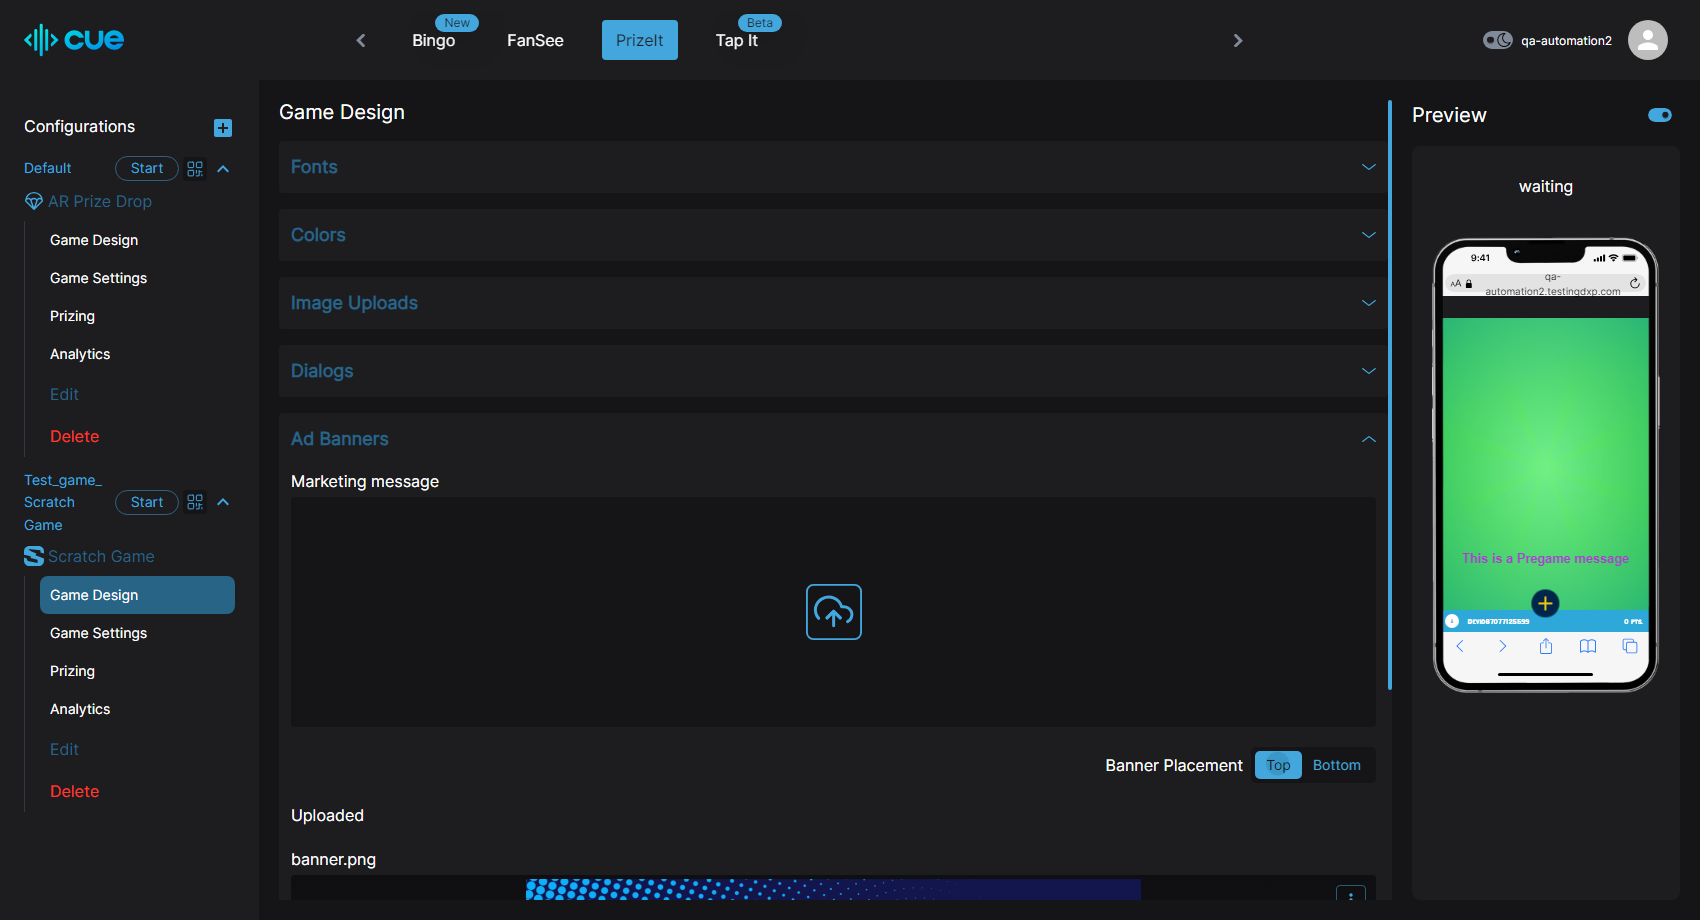 cue
New
Bingo
FanSee
PrizeIt
Beta
Tap It
qa-automation2
Configurations
Default
Start
AR Prize Drop
Game Design
Game Settings
Prizing
Analytics
Edit
Delete
Test_game_
Scratch
Game
Start
Scratch Game
Game Design
Game Settings
Prizing
Analytics
Edit
Delete
Game Design
Fonts
Colors
Image Uploads
Dialogs
Ad Banners
Marketing message
Banner Placement
Top
Bottom
Uploaded
banner.png
Preview
waiting
9:41
AA
qa-
automation2.testingdxp.com
This is a Pregame message
0 PTS.